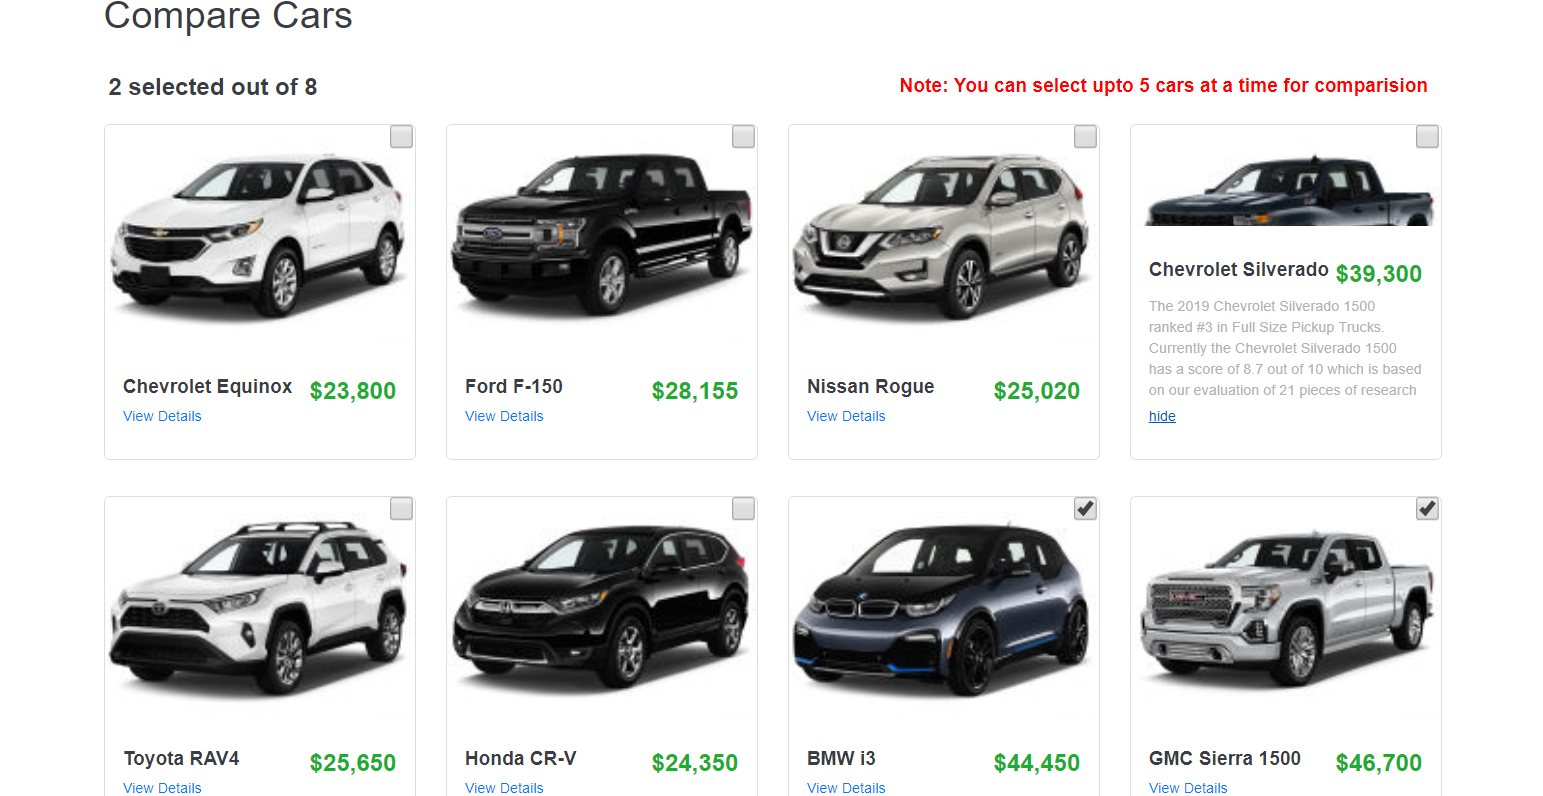 Compare Cars
2 selected out of 8
Note: You can select upto 5 cars at a time for comparision
Chevrolet Equinox $23,800
View Details
Ford F-150 $28,155
View Details
Nissan Rogue $25,020
View Details
Chevrolet Silverado $39,300
The 2019 Chevrolet Silverado 1500
ranked #3 in Full Size Pickup Trucks.
Currently the Chevrolet Silverado 1500
has a score of 8.7 out of 10 which is based
on our evaluation of 21 pieces of research
hide
Toyota RAV4 $25,650
View Details
Honda CR-V $24,350
View Details
BMW i3 $44,450
View Details
GMC Sierra 1500 $46,700
View Details